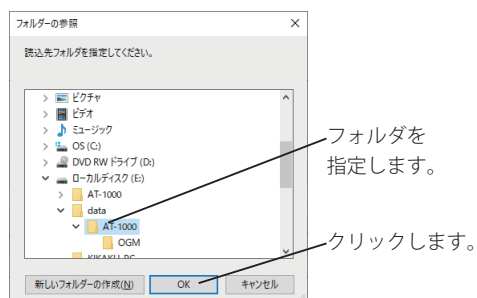 フォルダーの参照
読込先フォルダを指定してください。
ピクチャ
ビデオ
ミュージック
OS (C:)
DVD RW ドライブ (D:)
ローカルディスク (E:)
AT-1000
data
AT-1000
OGM
KIKAKU-PC
新しいフォルダーの作成(N)
OK
キャンセル
フォルダを
指定します。
クリックします。